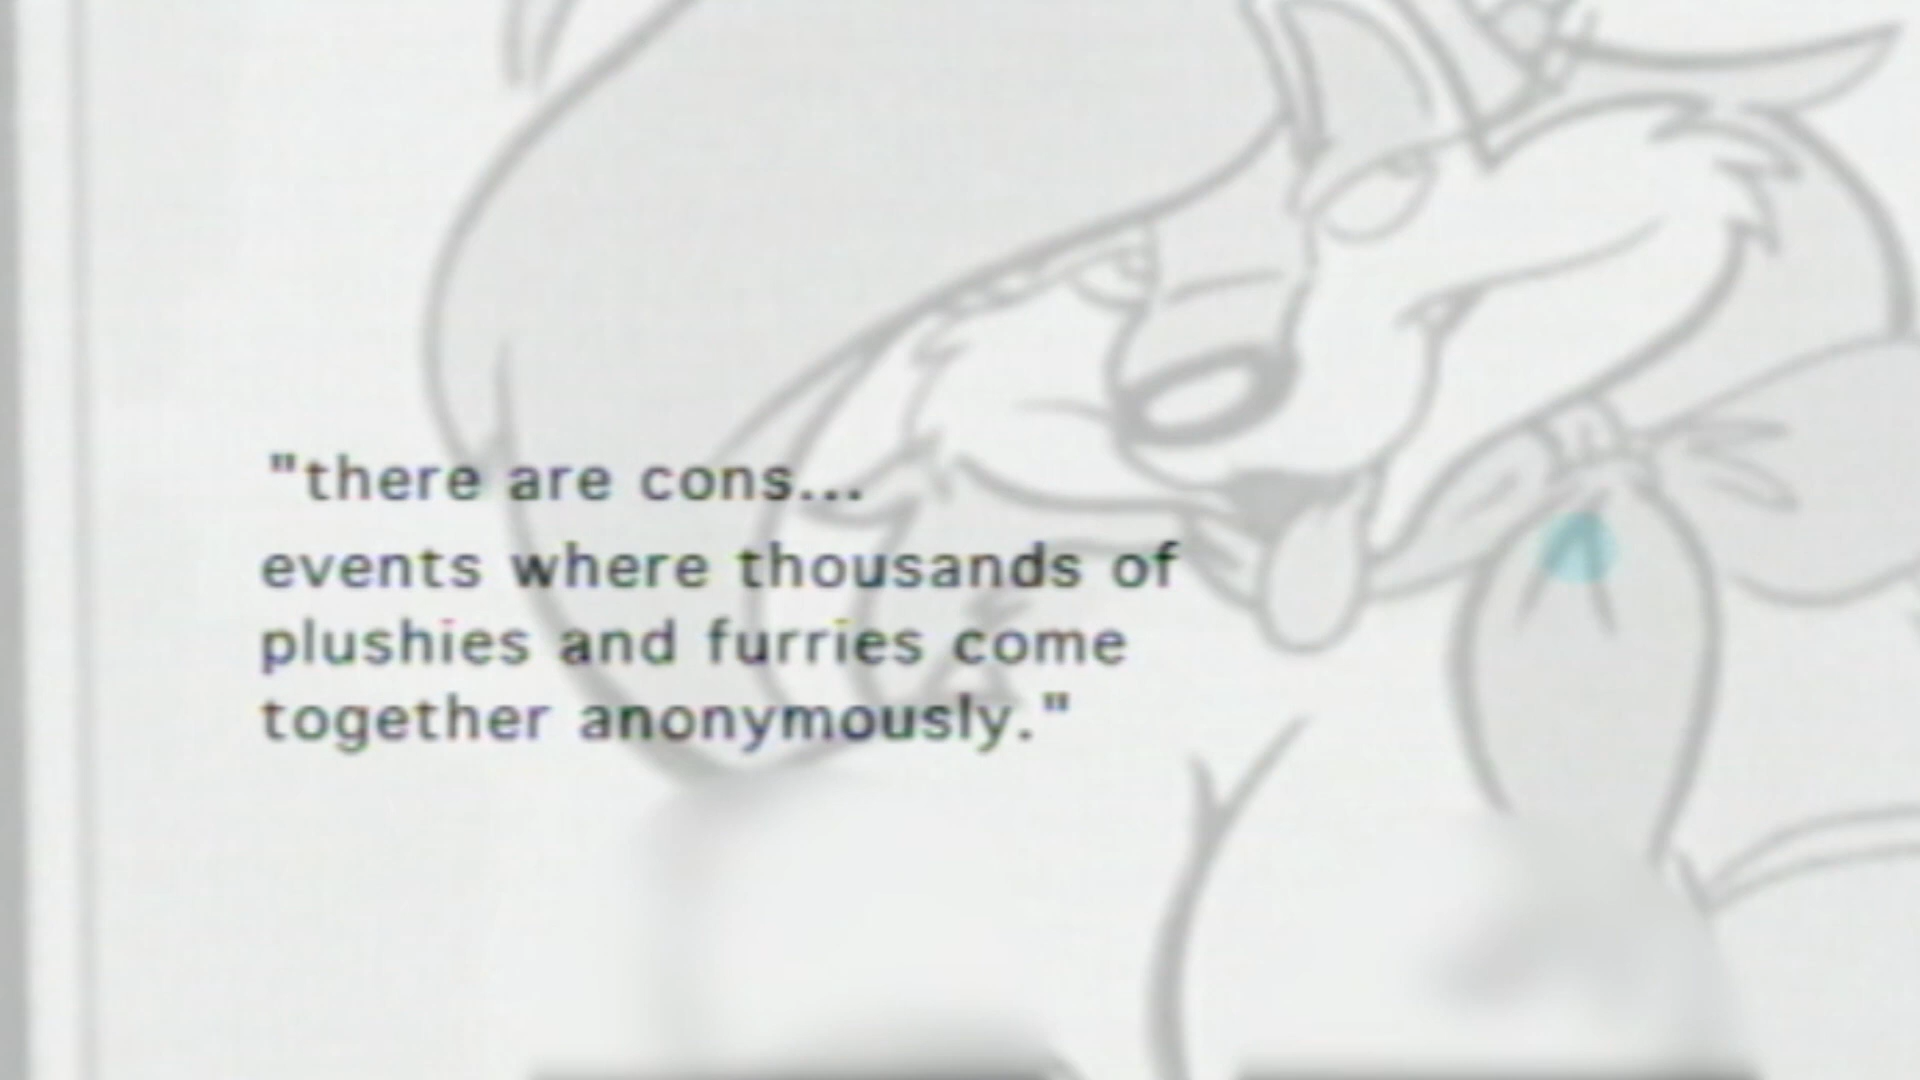 "there are cons...
events where thousands of
plushies and furries come
together anonymously."